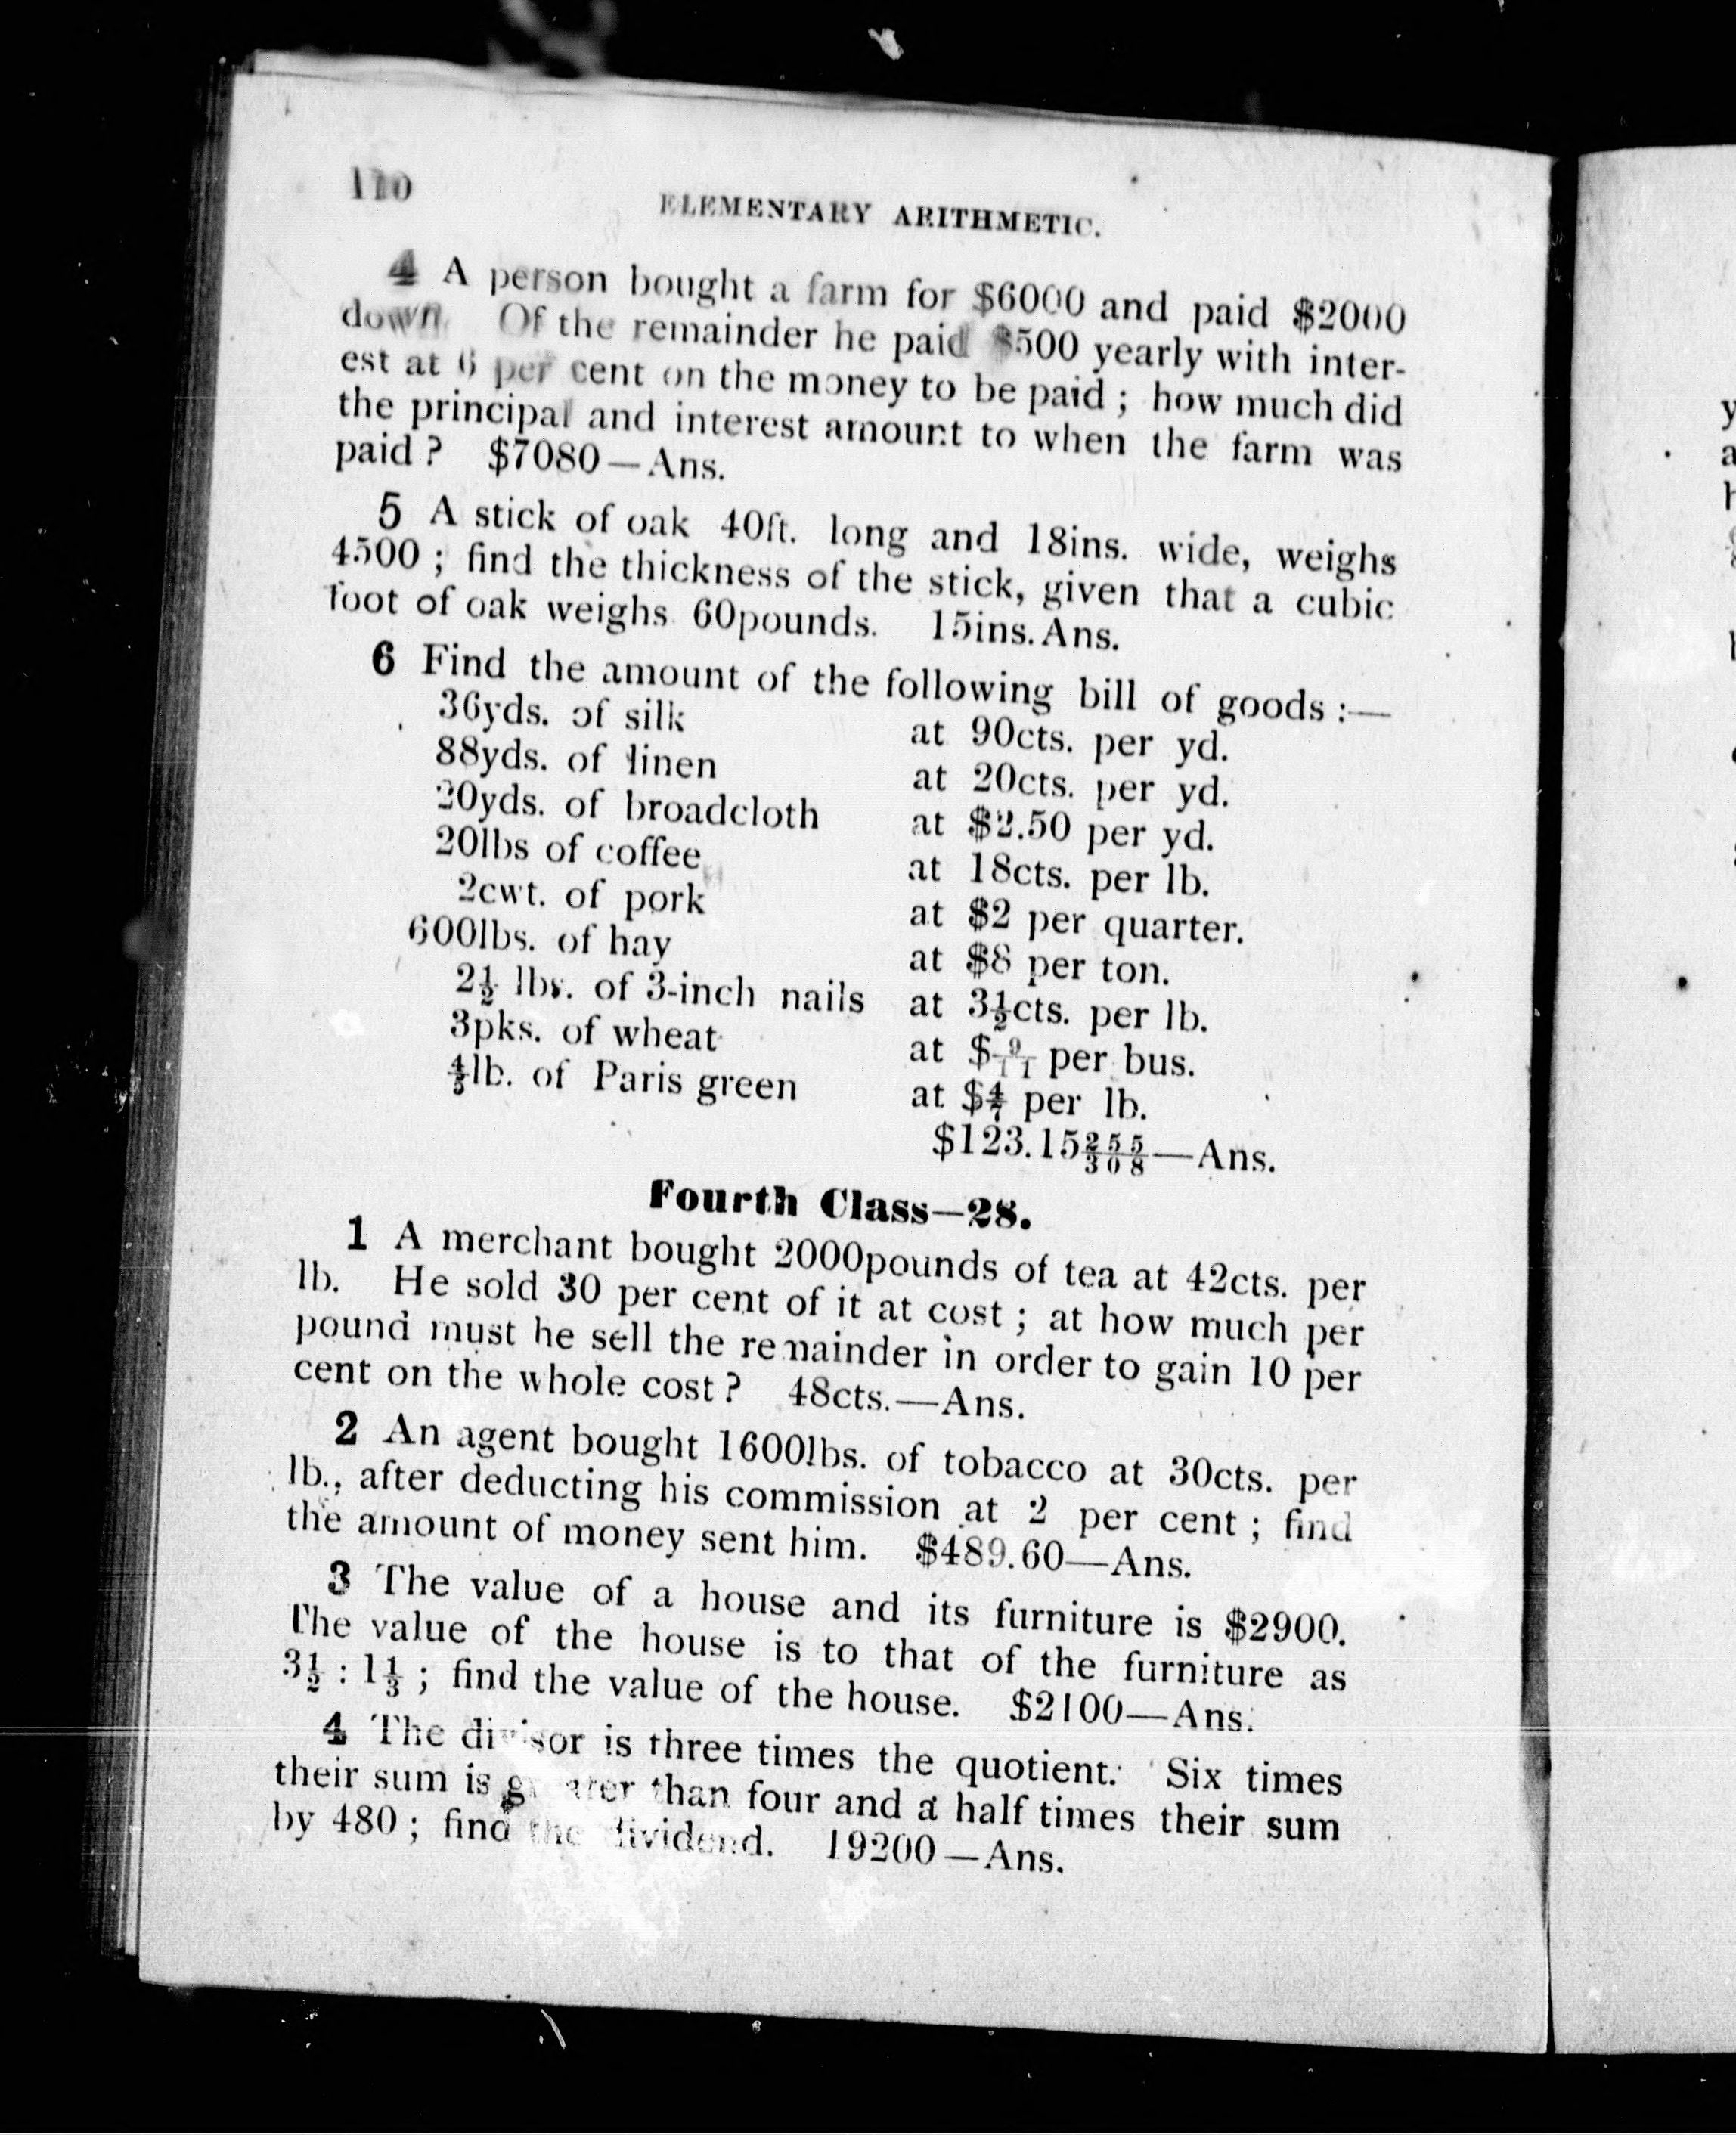 110
ELEMENTARY ARITHMETIC.
4 A person bought a farm for $6000 and paid $2000
down. Of the remainder he paid $500 yearly with inter-
est at 6 per cent on the money to be paid ; how much did
the principal and interest amount to when the farm was
paid ? $7080—Ans.
5 A stick of oak 40ft. long and 18ins. wide, weighs
4500 ; find the thickness of the stick, given that a cubic
foot of oak weighs 60pounds. 15ins. Ans.
6 Find the amount of the following bill of goods :—
36yds. of silk at 90cts. per yd.
88yds. of linen at 20cts. per yd.
20yds. of broadcloth at $2.50 per yd.
20lbs of coffee at 18cts. per lb.
2cwt. of pork at $2 per quarter.
600lbs. of hay at $8 per ton.
2½ lbs. of 3-inch nails at 3½cts. per lb.
3pks. of wheat at $9/11 per bus.
⅘lb. of Paris green at $4/7 per lb.
$123.15 255/308—Ans.
Fourth Class—28.
1 A merchant bought 2000pounds of tea at 42cts. per
lb. He sold 30 per cent of it at cost ; at how much per
pound must he sell the remainder in order to gain 10 per
cent on the whole cost ? 48cts.—Ans.
2 An agent bought 1600lbs. of tobacco at 30cts. per
lb., after deducting his commission at 2 per cent ; find
the amount of money sent him. $489.60—Ans.
3 The value of a house and its furniture is $2900.
The value of the house is to that of the furniture as
3½ : 1⅓ ; find the value of the house. $2100—Ans.
4 The divisor is three times the quotient. Six times
their sum is greater than four and a half times their sum
by 480 ; find the dividend. 19200—Ans.